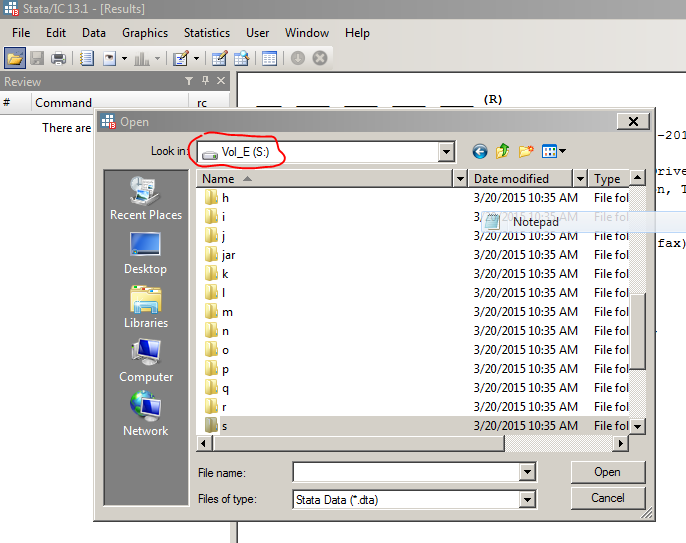 Stata/IC 13.1 - [Results]
File Edit Data Graphics Statistics User Window Help
Review
# Command rc
There are
(R)
Open
Look in: Vol_E (S:)
Name Date modified Type
h 3/20/2015 10:35 AM File fol
i 3/20/2015 10:35 AM File fol
j 3/20/2015 10:35 AM File fol
jar 3/20/2015 10:35 AM File fol
k 3/20/2015 10:35 AM File fol
l 3/20/2015 10:35 AM File fol
m 3/20/2015 10:35 AM File fol
n 3/20/2015 10:35 AM File fol
o 3/20/2015 10:35 AM File fol
p 3/20/2015 10:35 AM File fol
q 3/20/2015 10:35 AM File fol
r 3/20/2015 10:35 AM File fol
s 3/20/2015 10:35 AM File fol
Recent Places
Desktop
Libraries
Computer
Network
Notepad
-201
Drive
n, T
fax)
File name: Open
Files of type: Stata Data (*.dta) Cancel